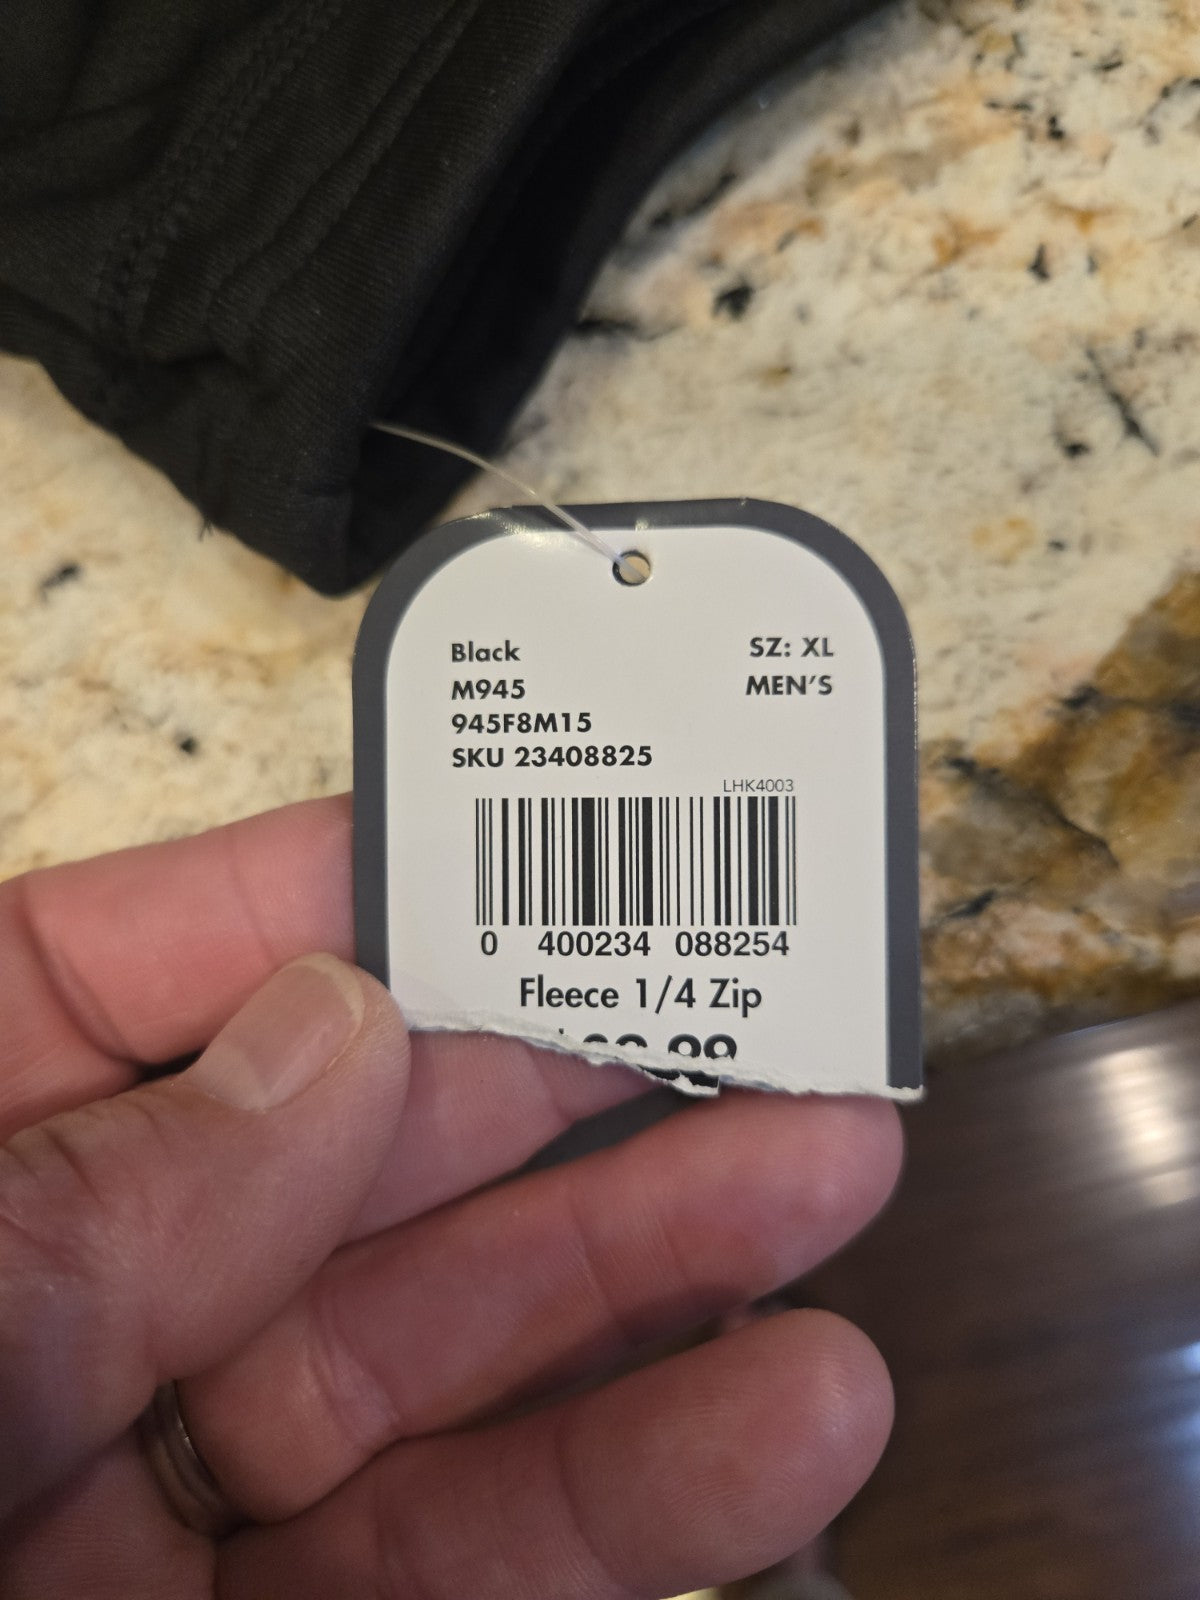 Black
SZ: XL
M945
MEN'S
945F8M15
SKU 23408825
LHK4003
0 400234 088254
Fleece 1/4 Zip